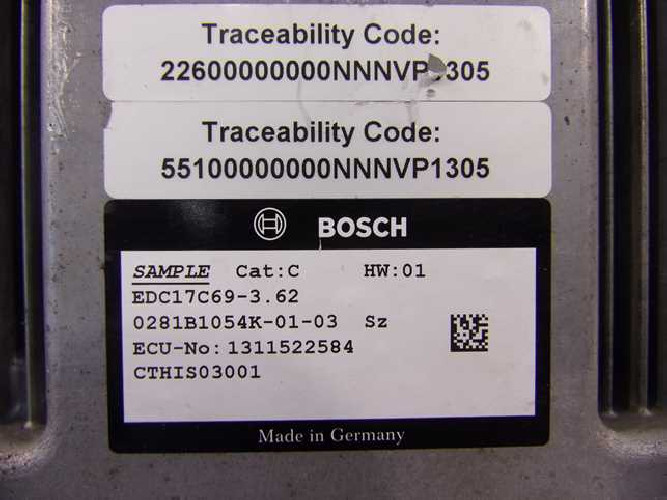 Traceability Code:
22600000000NNNVP1305
Traceability Code:
55100000000NNNVP1305
BOSCH
SAMPLE Cat:C HW:01
EDC17C69-3.62
0281B1054K-01-03 Sz
ECU-No: 1311522584
CTHIS03001
Made in Germany